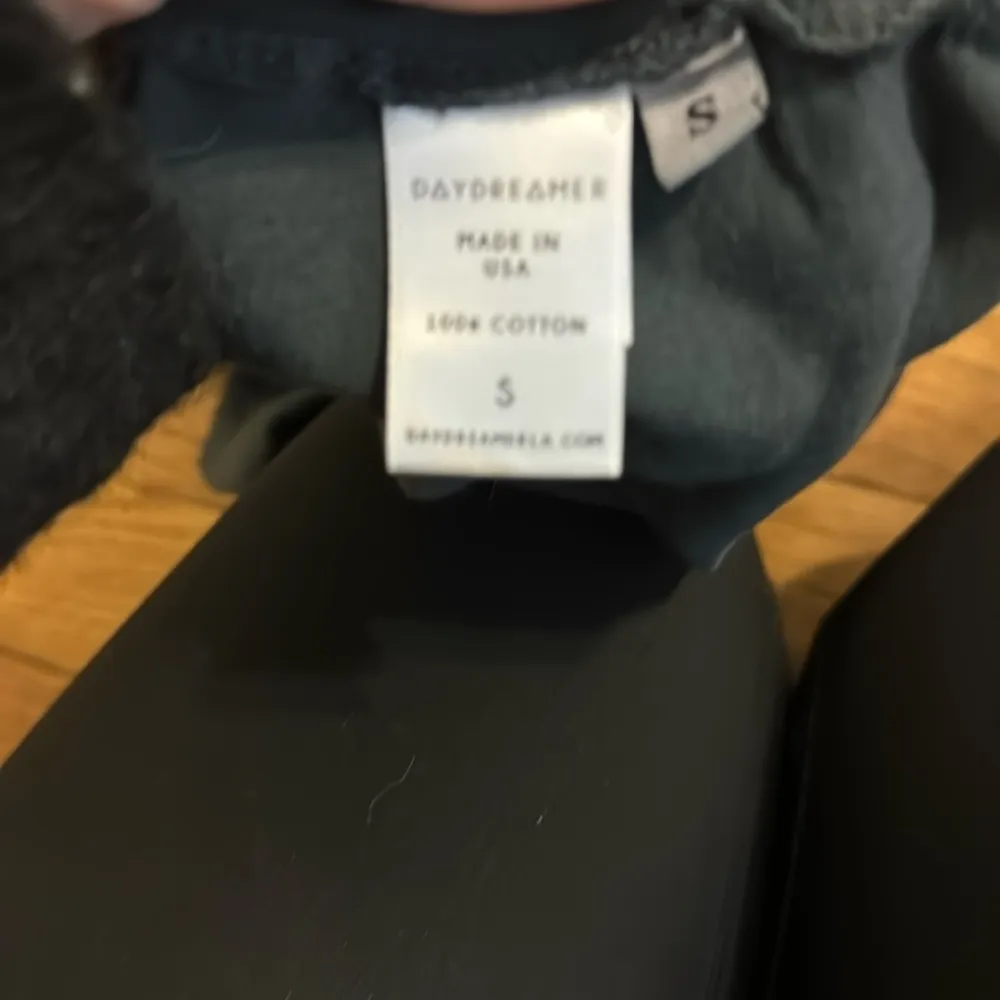 DAYDREAMER
MADE IN
USA
100% COTTON
S
DAYDREAMERLA.COM
S